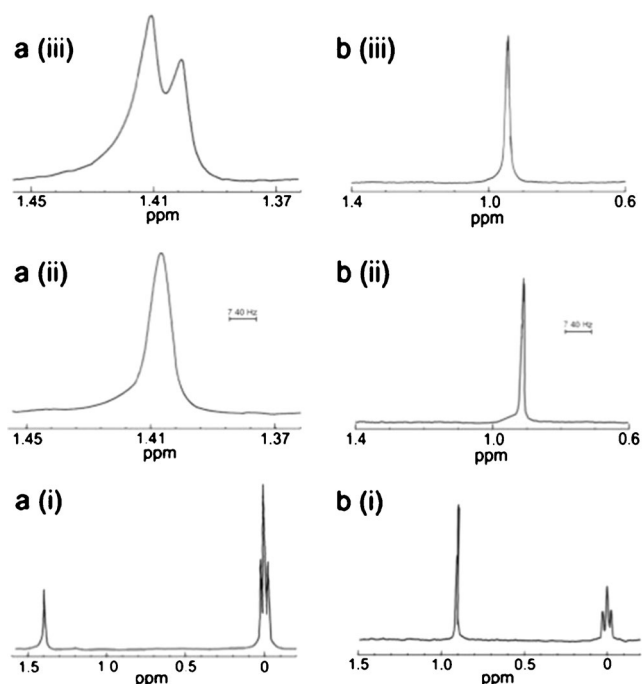 a (iii)
1.45 1.41 1.37
ppm
b (iii)
1.4 1.0 0.6
ppm
a (ii)
7 40 Hz
1.45 1.41 1.37
ppm
b (ii)
7 40 Hz
1.4 1.0 0.6
ppm
a (i)
1 5 1 0 0 5 0
ppm
b (i)
1.5 1.0 0.5 0
ppm